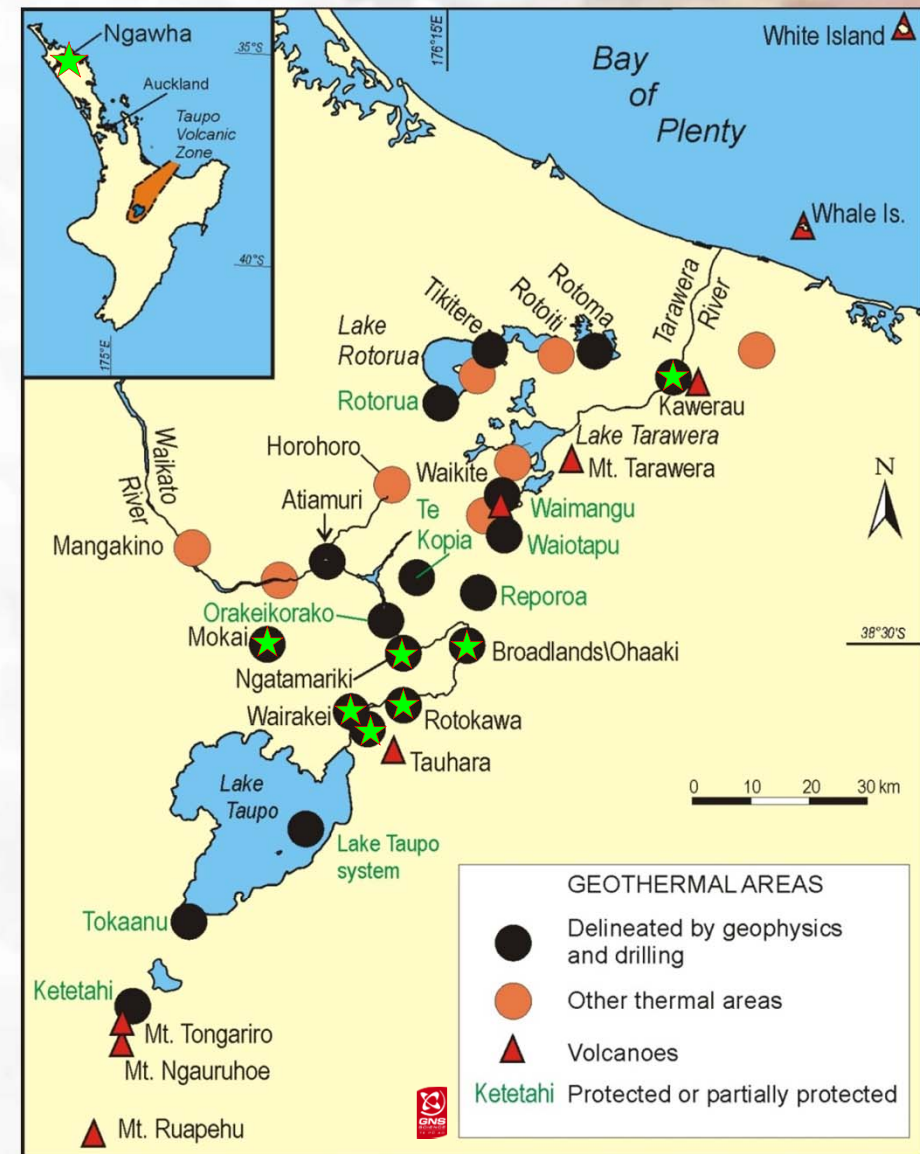 Ngawha
Auckland
Taupo
Volcanic
Zone
35°S
40°S
175°E
176°15'E
White Island
Bay
of
Plenty
Whale Is.
Tikitere
Rotoiti
Rotoma
Tarawera
River
Lake
Rotorua
Rotorua
Kawerau
Lake Tarawera
Mt. Tarawera
Horohoro
Waikite
Waikato
River
Atiamuri
Te
Kopia
Waimangu
Waiotapu
N
Mangakino
Orakeikorako
Reporoa
Mokai
38°30'S
Broadlands\Ohaaki
Ngatamariki
Wairakei
Rotokawa
Tauhara
Lake
Taupo
0 10 20 30 km
Lake Taupo
system
Tokaanu
Ketetahi
Mt. Tongariro
Mt. Ngauruhoe
Mt. Ruapehu
GEOTHERMAL AREAS
Delineated by geophysics
and drilling
Other thermal areas
Volcanoes
Ketetahi Protected or partially protected
GNS
SCIENCE